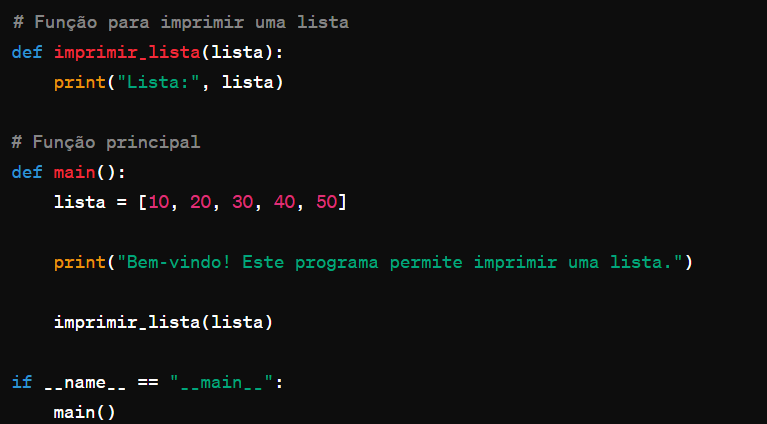 # Função para imprimir uma lista
def imprimir_lista(lista):
    print("Lista:", lista)
# Função principal
def main():
    lista = [10, 20, 30, 40, 50]
    print("Bem-vindo! Este programa permite imprimir uma lista.")
    imprimir_lista(lista)
if __name__ == "__main__":
    main()